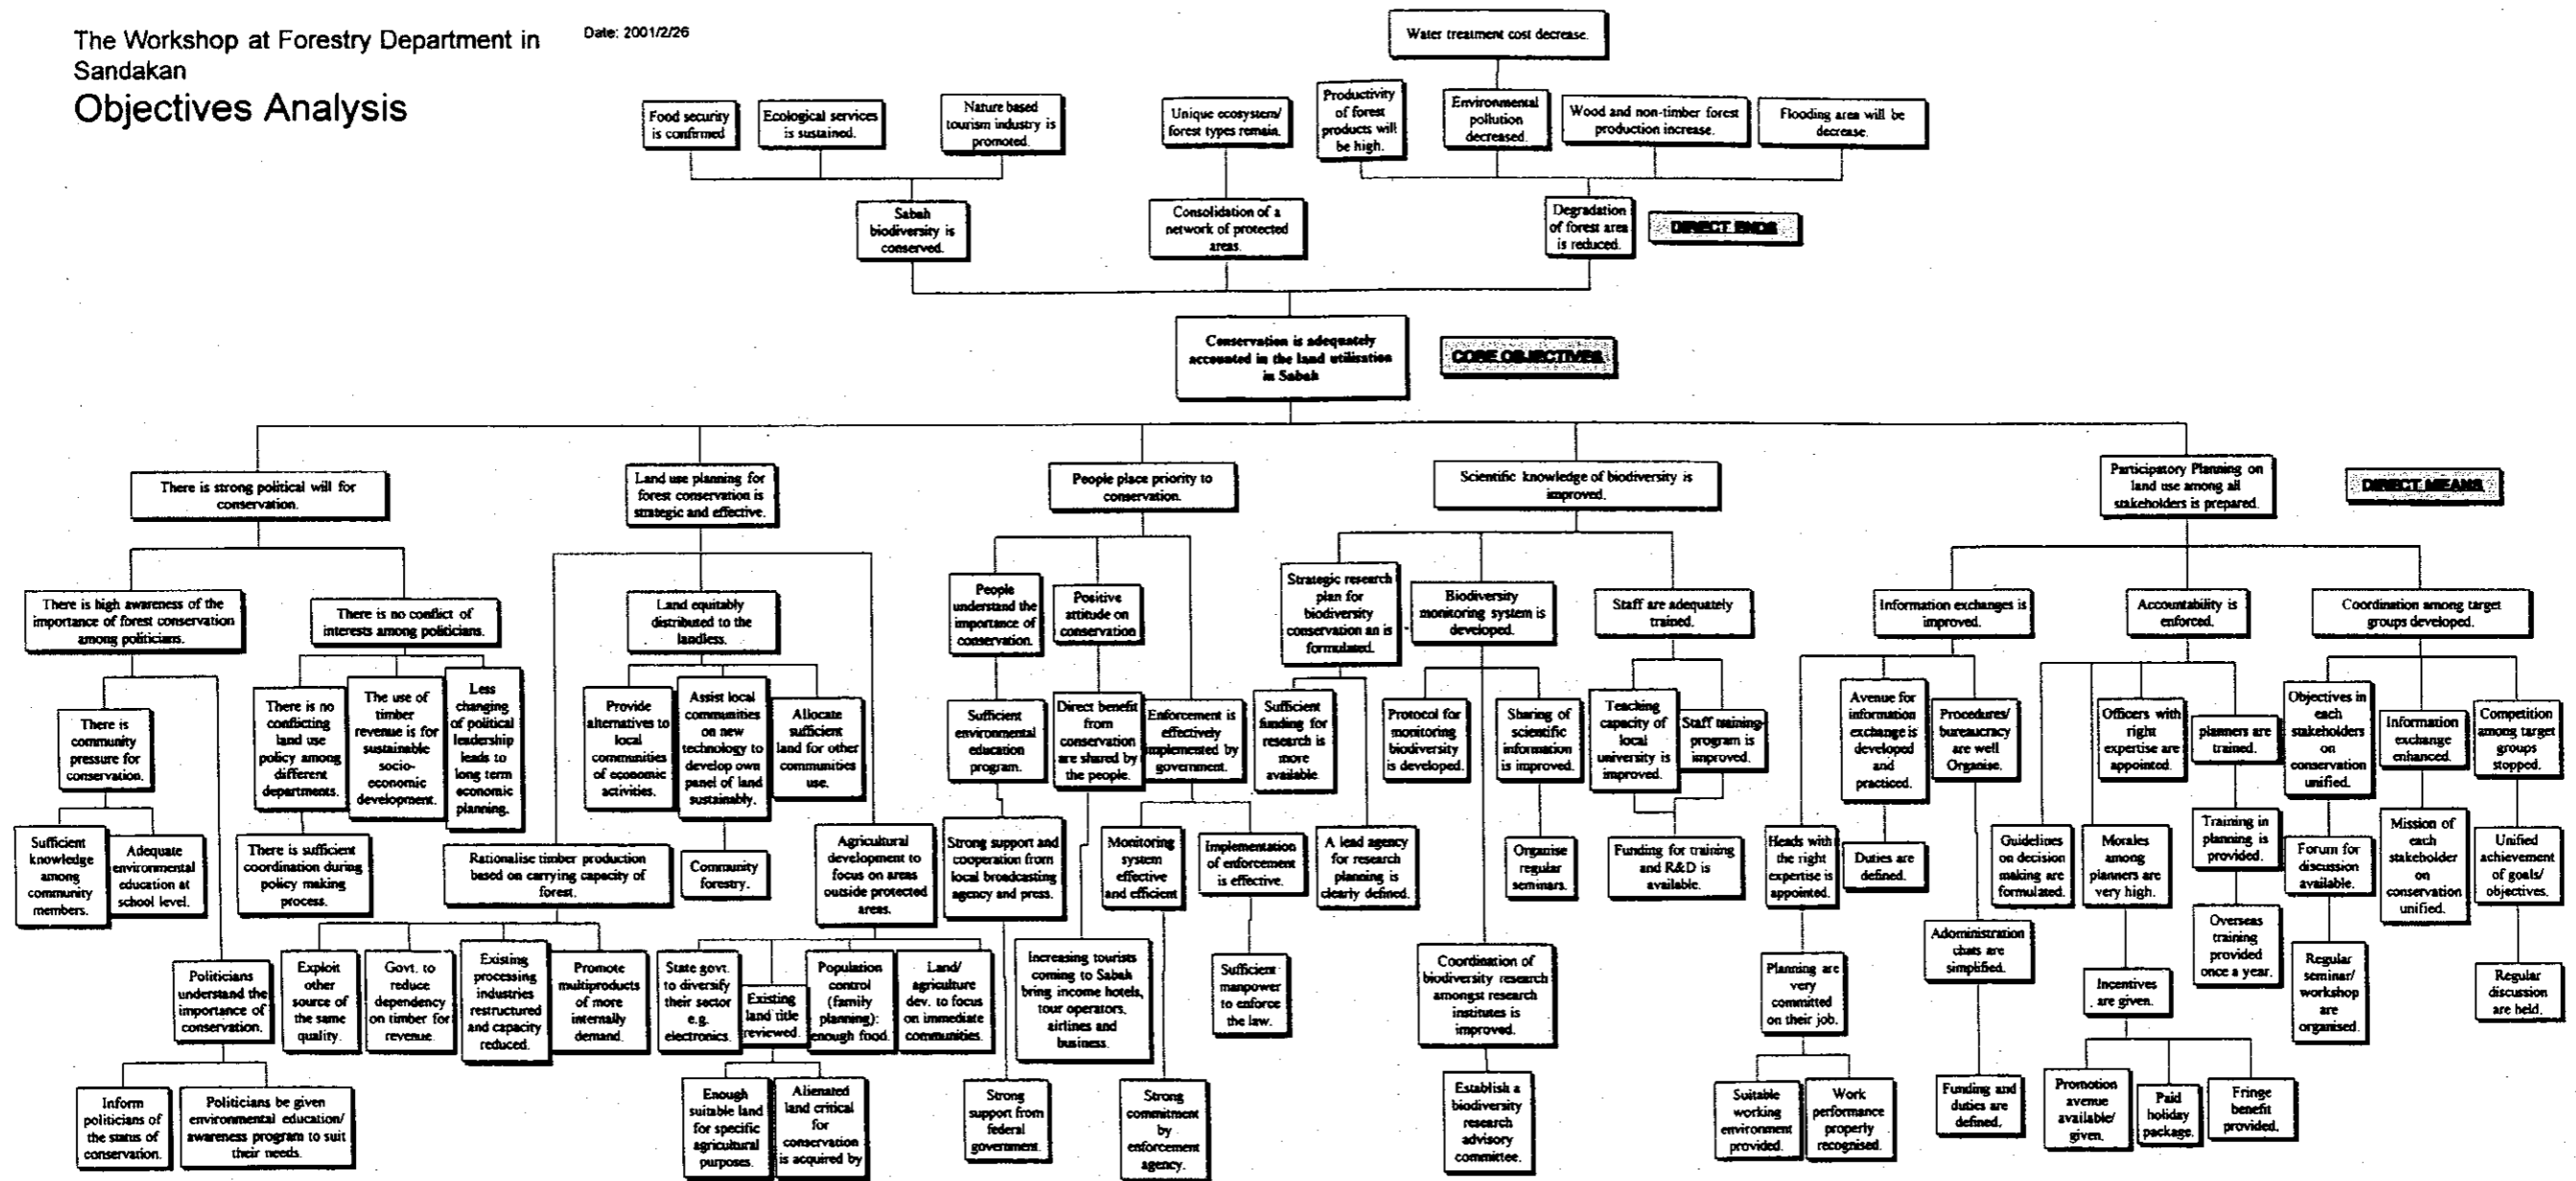 The Workshop at Forestry Department in
Sandakan
Objectives Analysis
Date: 2001/2/26
Water treatment cost decrease.
Food security
is confirmed
Ecological services
is sustained.
Nature based
tourism industry is
promoted.
Unique ecosystem/
forest types remain.
Productivity
of forest
products will
be high.
Environmental
pollution
decreased.
Wood and non-timber forest
production increase.
Flooding area will be
decrease.
Sabah
biodiversity is
conserved.
Consolidation of a
network of protected
areas.
Degradation
of forest area
is reduced.
DIRECT ENDS
Conservation is adequately
accounted in the land utilisation
in Sabah
CORE OBJECTIVES
There is strong political will for
conservation.
Land use planning for
forest conservation is
strategic and effective.
People place priority to
conservation.
Scientific knowledge of biodiversity is
improved.
Participatory Planning on
land use among all
stakeholders is prepared.
DIRECT MEANS
There is high awareness of the
importance of forest conservation
among politicians.
There is no conflict of
interests among politicians.
Land equitably
distributed to the
landless.
People
understand the
importance of
conservation.
Positive
attitude on
conservation
Strategic research
plan for
biodiversity
conservation an is
formulated.
Biodiversity
monitoring system is
developed.
Staff are adequately
trained.
Information exchanges is
improved.
Accountability is
enforced.
Coordination among target
groups developed.
There is
community
pressure for
conservation.
There is no
conflicting
land use
policy among
different
departments.
The use of
timber
revenue is for
sustainable
socio-
economic
development.
Less
changing
of political
leadership
leads to
long term
economic
planning.
Provide
alternatives to
local
communities
of economic
activities.
Assist local
communities
on new
technology to
develop own
panel of land
sustainably.
Allocate
sufficient
land for other
communities
use.
Sufficient
environmental
education
program.
Direct benefit
from
conservation
are shared by
the people.
Enforcement is
effectively
implemented by
government.
Sufficient
funding for
research is
more
available.
Protocol for
monitoring
biodiversity
is developed.
Sharing of
scientific
information
is improved.
Teaching
capacity of
local
university is
improved.
Staff training
program is
improved.
Avenue for
information
exchange is
developed
and
practiced.
Procedures/
bureaucracy
are well
Organise.
Officers with
right
expertise are
appointed.
planners are
trained.
Objectives in
each
stakeholders
on
conservation
unified.
Information
exchange
enhanced.
Competition
among target
groups
stopped.
Sufficient
knowledge
among
community
members.
Adequate
environmental
education at
school level.
There is sufficient
coordination during
policy making
process.
Rationalise timber production
based on carrying capacity of
forest.
Community
forestry.
Agricultural
development to
focus on areas
outside protected
areas.
Strong support and
cooperation from
local broadcasting
agency and press.
Monitoring
system
effective
and efficient
Implementation
of enforcement
is effective.
A lead agency
for research
planning is
clearly defined.
Organise
regular
seminars.
Funding for training
and R&D is
available.
Heads with
the right
expertise is
appointed.
Duties are
defined.
Guidelines
on decision
making are
formulated.
Morales
among
planners are
very high.
Training in
planning is
provided.
Forum for
discussion
available.
Mission of
each
stakeholder
on
conservation
unified.
Unified
achievement
of goals/
objectives.
Politicians
understand the
importance of
conservation.
Exploit
other
source of
the same
quality.
Govt. to
reduce
dependency
on timber for
revenue.
Existing
processing
industries
restructured
and capacity
reduced.
Promote
multiproducts
of more
internally
demand.
State govt.
to diversify
their sector
e.g.
electronics.
Existing
land title
reviewed.
Population
control
(family
planning):
enough food.
Land/
agriculture
dev. to focus
on immediate
communities.
Increasing tourists
coming to Sabah
bring income hotels,
tour operators,
airlines and
business.
Sufficient
manpower
to enforce
the law.
Coordination of
biodiversity research
amongst research
institutes is
improved.
Planning are
very
committed
on their job.
Adoministration
chats are
simplified.
Incentives
are given.
Overseas
training
provided
once a year.
Regular
seminar/
workshop
are
organised.
Regular
discussion
are held.
Inform
politicians of
the status of
conservation.
Politicians be given
environmental education/
awareness program to suit
their needs.
Enough
suitable land
for specific
agricultural
purposes.
Alienated
land critical
for
conservation
is acquired by
Strong
support from
federal
government.
Strong
commitment
by
enforcement
agency.
Establish a
biodiversity
research
advisory
committee.
Suitable
working
environment
provided.
Work
performance
properly
recognised.
Funding and
duties are
defined.
Promotion
avenue
available/
given.
Paid
holiday
package.
Fringe
benefit
provided.